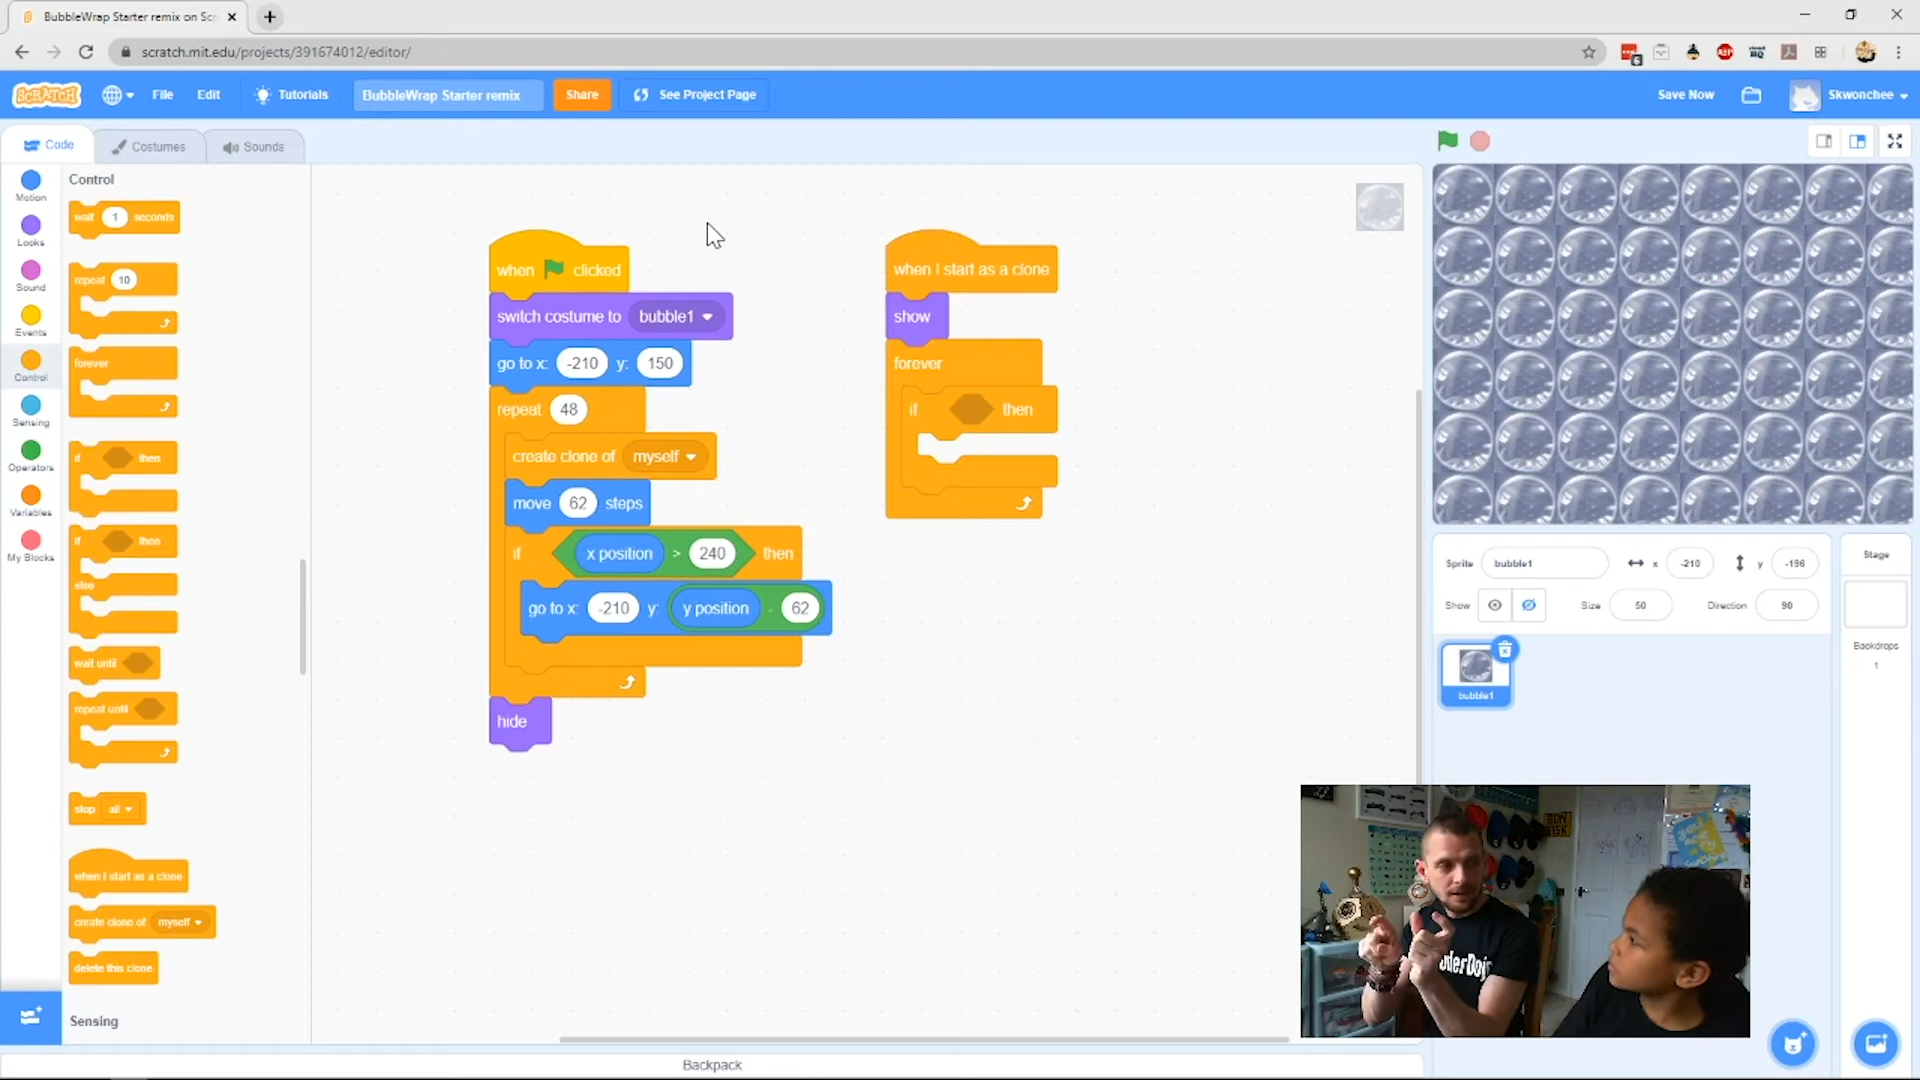 BubbleWrap Starter remix on Scr
scratch.mit.edu/projects/391674012/editor/
SCRATCH
File
Edit
Tutorials
BubbleWrap Starter remix
Share
See Project Page
Save Now
Skwonchee
Code
Costumes
Sounds
Motion
Looks
Sound
Events
Control
Sensing
Operators
Variables
My Blocks
Control
wait 1 seconds
repeat 10
forever
if then
if then
else
wait until
repeat until
stop all
when I start as a clone
create clone of myself
delete this clone
Sensing
when clicked
switch costume to bubble1
go to x: -210 y: 150
repeat 48
create clone of myself
move 62 steps
if x position > 240 then
go to x: -210 y: y position - 62
hide
when I start as a clone
show
forever
if then
Sprite bubble1 x -210 y -196
Show Size 50 Direction 90
bubble1
Stage
Backdrops
1
Backpack